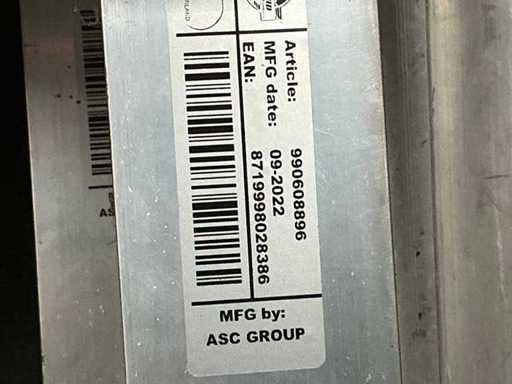 Article: 990608896
MFG date: 09-2022
EAN: 8719998028386
MFG by:
ASC GROUP